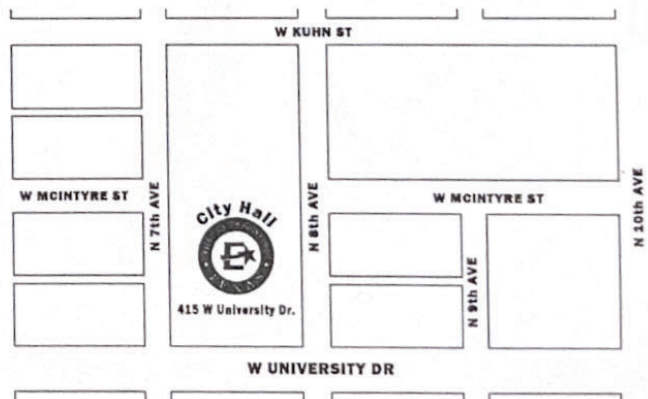 W KUHN ST
W MCINTYRE ST
N 7th AVE
City Hall
TEXAS
415 W University Dr.
N 8th AVE
W MCINTYRE ST
N 9th AVE
N 10th AVE
W UNIVERSITY DR